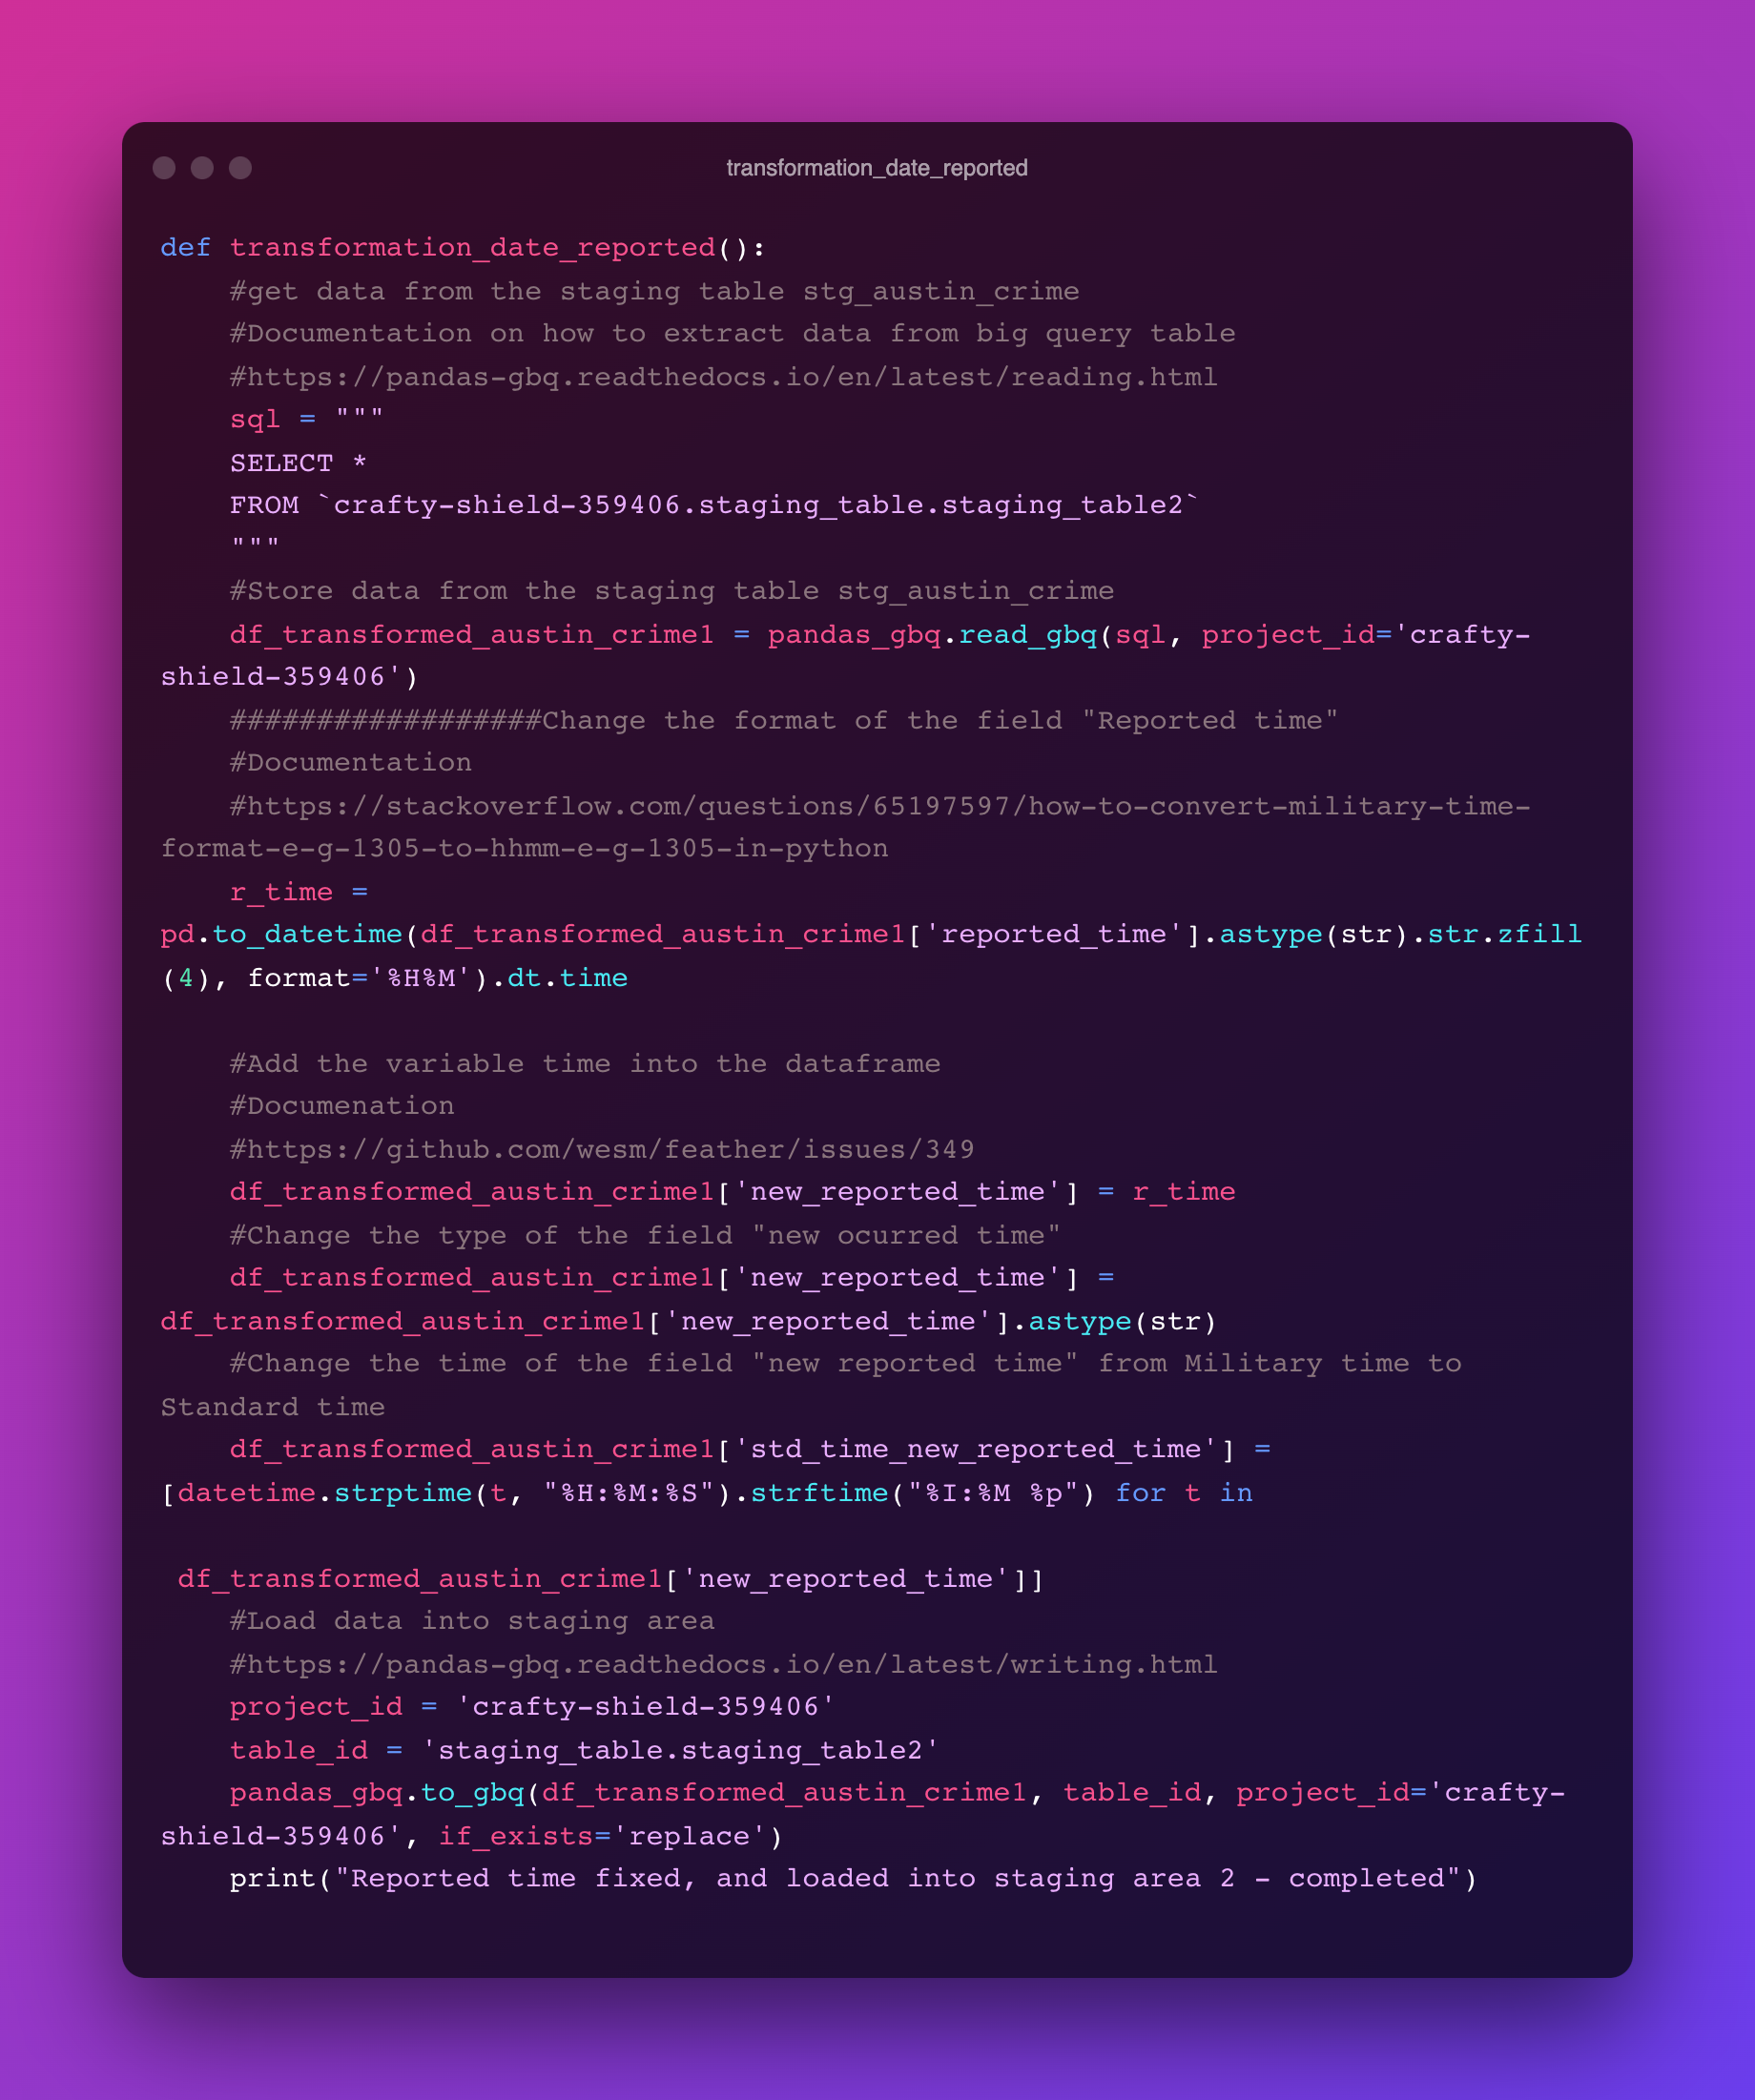 transformation_date_reported
def transformation_date_reported():
    #get data from the staging table stg_austin_crime
    #Documentation on how to extract data from big query table
    #https://pandas-gbq.readthedocs.io/en/latest/reading.html
    sql = """
    SELECT *
    FROM `crafty-shield-359406.staging_table.staging_table2`
    """
    #Store data from the staging table stg_austin_crime
    df_transformed_austin_crime1 = pandas_gbq.read_gbq(sql, project_id='crafty-
shield-359406')
    ##################Change the format of the field "Reported time"
    #Documentation
    #https://stackoverflow.com/questions/65197597/how-to-convert-military-time-
format-e-g-1305-to-hhmm-e-g-1305-in-python
    r_time =
pd.to_datetime(df_transformed_austin_crime1['reported_time'].astype(str).str.zfill
(4), format='%H%M').dt.time
    #Add the variable time into the dataframe
    #Documenation
    #https://github.com/wesm/feather/issues/349
    df_transformed_austin_crime1['new_reported_time'] = r_time
    #Change the type of the field "new ocurred time"
    df_transformed_austin_crime1['new_reported_time'] =
df_transformed_austin_crime1['new_reported_time'].astype(str)
    #Change the time of the field "new reported time" from Military time to
Standard time
    df_transformed_austin_crime1['std_time_new_reported_time'] =
[datetime.strptime(t, "%H:%M:%S").strftime("%I:%M %p") for t in
 df_transformed_austin_crime1['new_reported_time']]
    #Load data into staging area
    #https://pandas-gbq.readthedocs.io/en/latest/writing.html
    project_id = 'crafty-shield-359406'
    table_id = 'staging_table.staging_table2'
    pandas_gbq.to_gbq(df_transformed_austin_crime1, table_id, project_id='crafty-
shield-359406', if_exists='replace')
    print("Reported time fixed, and loaded into staging area 2 - completed")